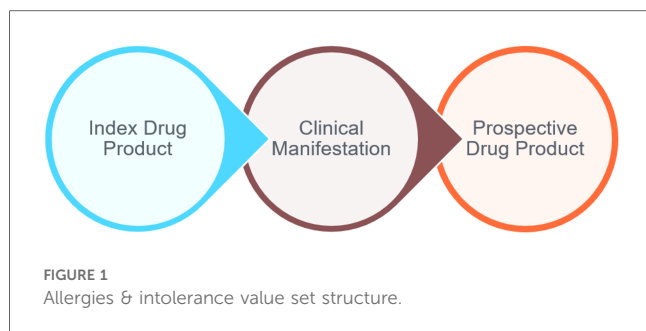 Index Drug
Product
Clinical
Manifestation
Prospective
Drug Product
FIGURE 1
Allergies & intolerance value set structure.